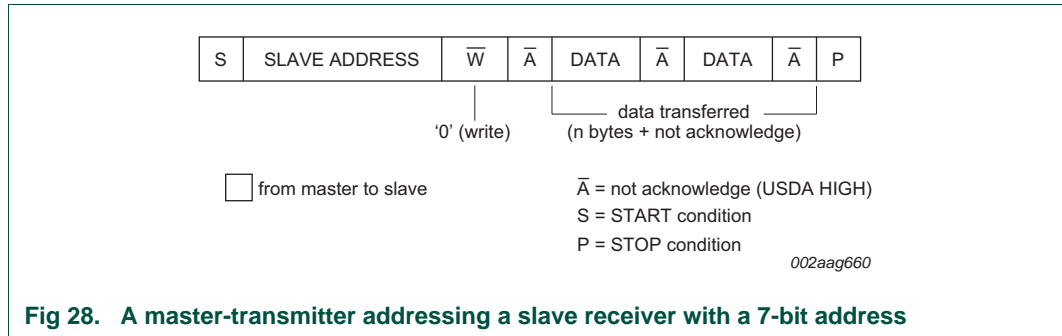 S SLAVE ADDRESS W̅ A̅ DATA A̅ DATA A̅ P
'0' (write)
data transferred
(n bytes + not acknowledge)
from master to slave
A̅ = not acknowledge (USDA HIGH)
S = START condition
P = STOP condition
002aag660
Fig 28. A master-transmitter addressing a slave receiver with a 7-bit address